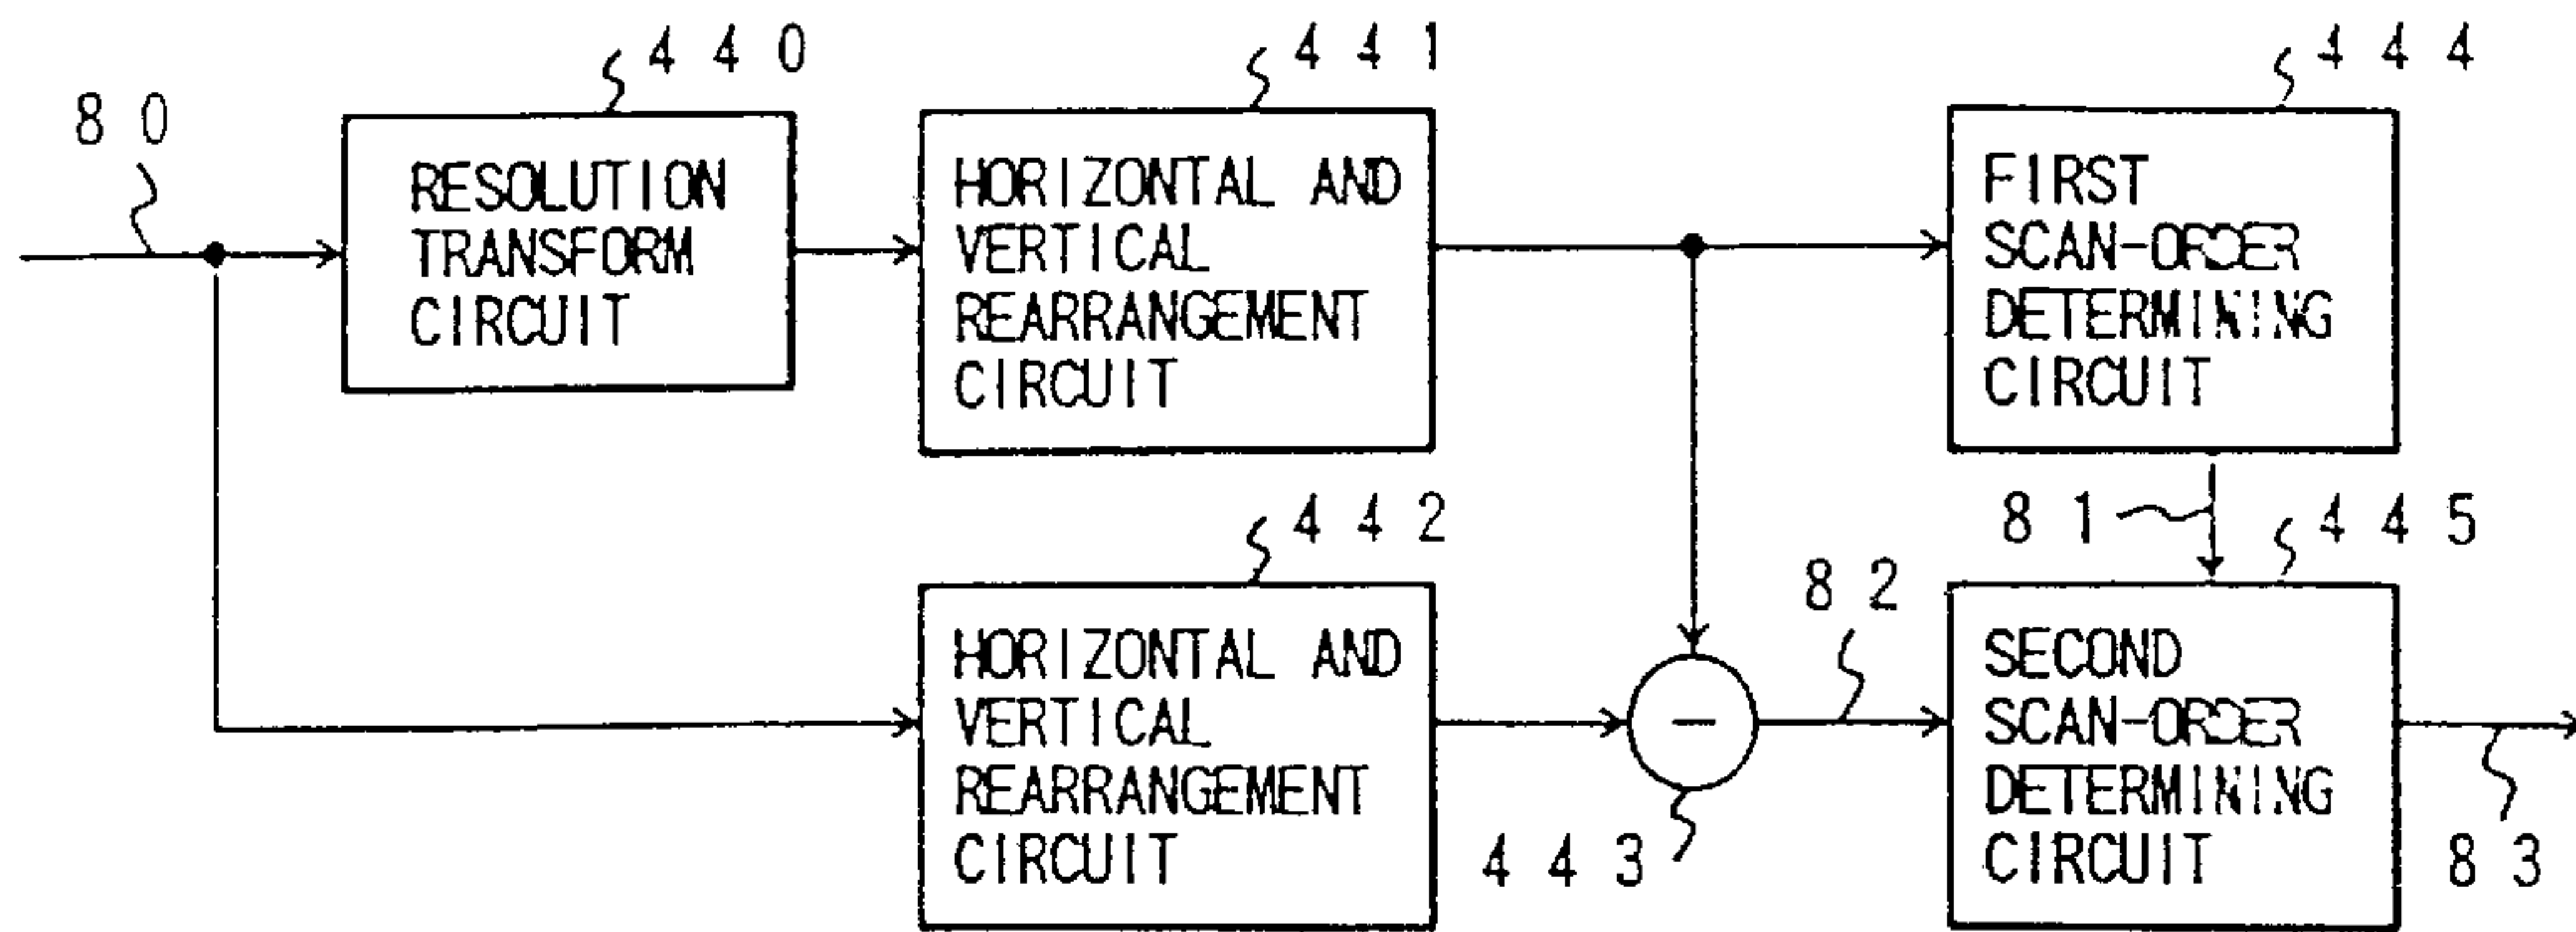 80
440
RESOLUTION
TRANSFORM
CIRCUIT
441
HORIZONTAL AND
VERTICAL
REARRANGEMENT
CIRCUIT
444
FIRST
SCAN-ORDER
DETERMINING
CIRCUIT
81
442
HORIZONTAL AND
VERTICAL
REARRANGEMENT
CIRCUIT
−
443
82
445
SECOND
SCAN-ORDER
DETERMINING
CIRCUIT
83